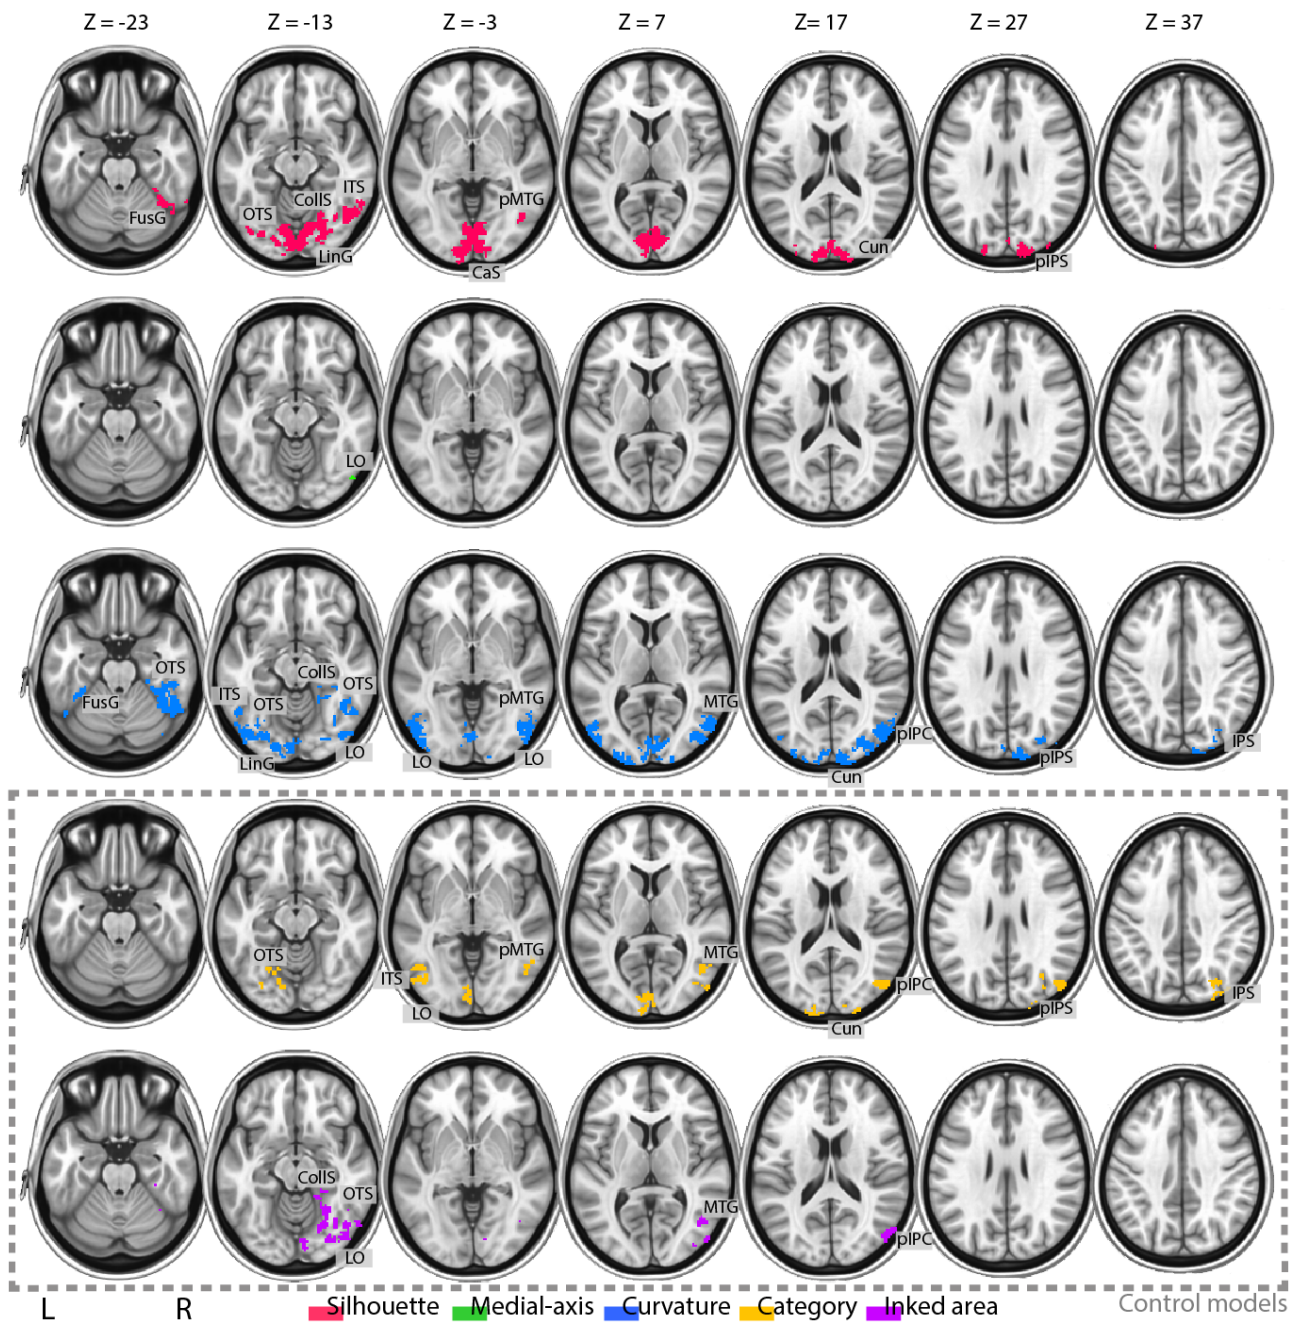 Z = -23 Z = -13 Z = -3 Z = 7 Z= 17 Z = 27 Z = 37
FusG OTS CollS ITS LinG pMTG CaS Cun pIPS
LO
OTS FusG ITS OTS CollS OTS LinG LO pMTG LO LO MTG pIPC Cun pIPS IPS
OTS ITS pMTG LO MTG pIPC Cun pIPS IPS
CollS OTS LO MTG pIPC
L R Silhouette Medial-axis Curvature Category Inked area Control models